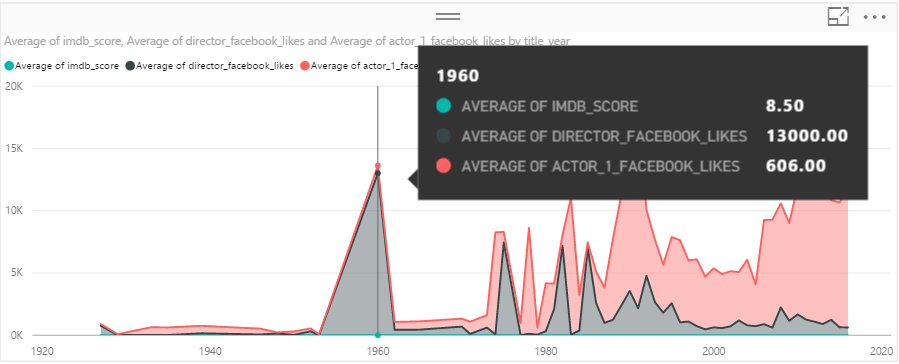 Average of imdb_score, Average of director_facebook_likes and Average of actor_1_facebook_likes by title_year
Average of imdb_score Average of director_facebook_likes Average of actor_1_face
1960
AVERAGE OF IMDB_SCORE 8.50
AVERAGE OF DIRECTOR_FACEBOOK_LIKES 13000.00
AVERAGE OF ACTOR_1_FACEBOOK_LIKES 606.00
20K
15K
10K
5K
0K
1920 1940 1960 1980 2000 2020